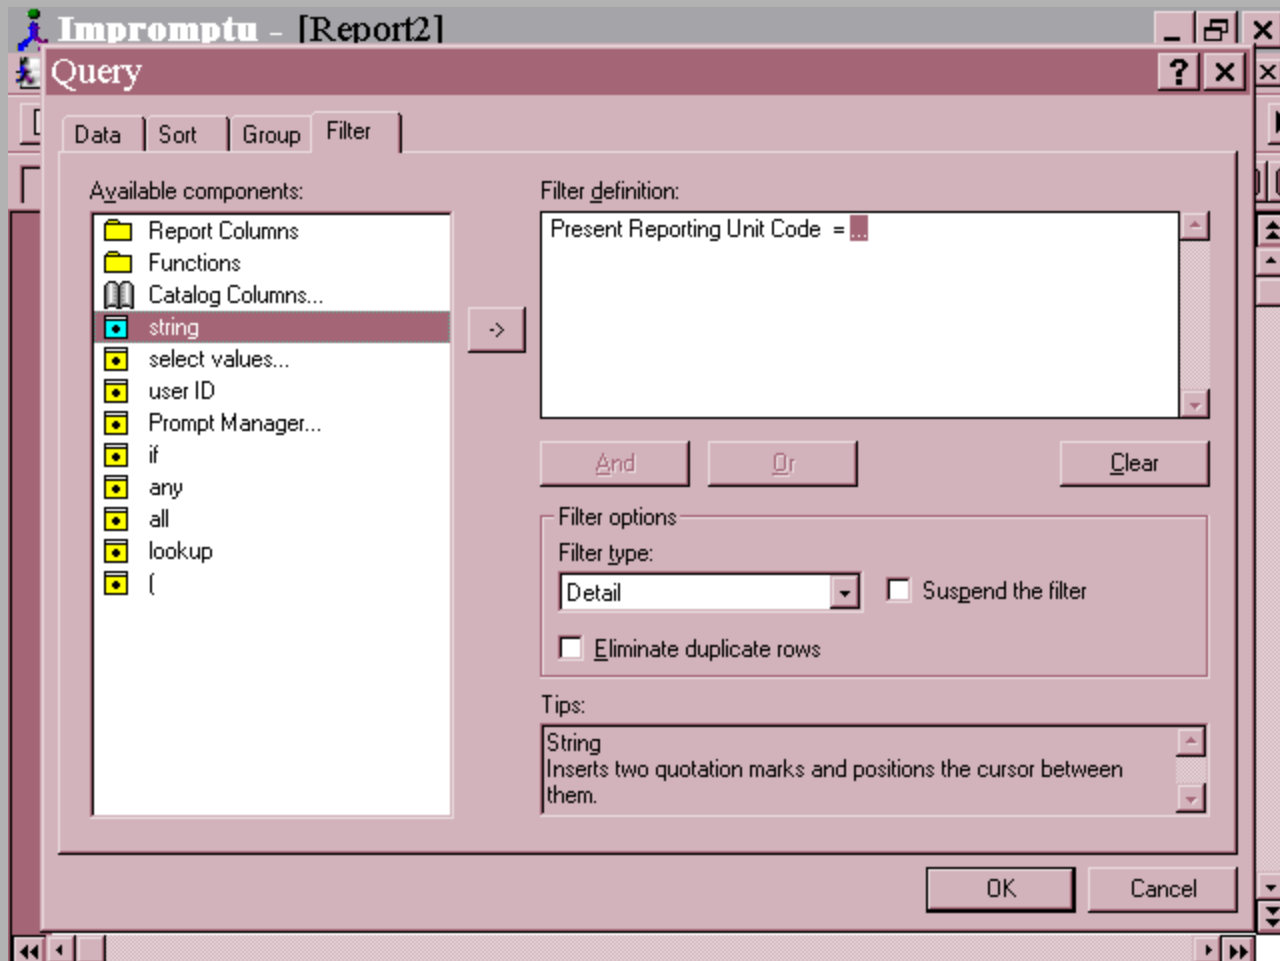 Impromptu - [Report2]
Query
Data
Sort
Group
Filter
Available components:
Report Columns
Functions
Catalog Columns...
string
select values...
user ID
Prompt Manager...
if
any
all
lookup
(
->
Filter definition:
Present Reporting Unit Code = ...
And
Or
Clear
Filter options
Filter type:
Detail
Suspend the filter
Eliminate duplicate rows
Tips:
String
Inserts two quotation marks and positions the cursor between
them.
OK
Cancel